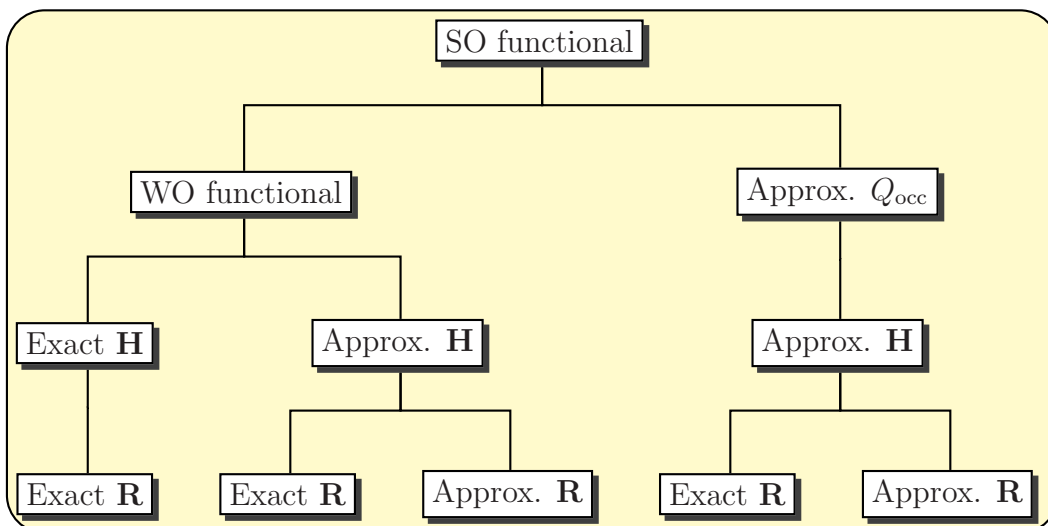 SO functional
WO functional
Approx. Q_occ
Exact H
Approx. H
Approx. H
Exact R
Exact R
Approx. R
Exact R
Approx. R